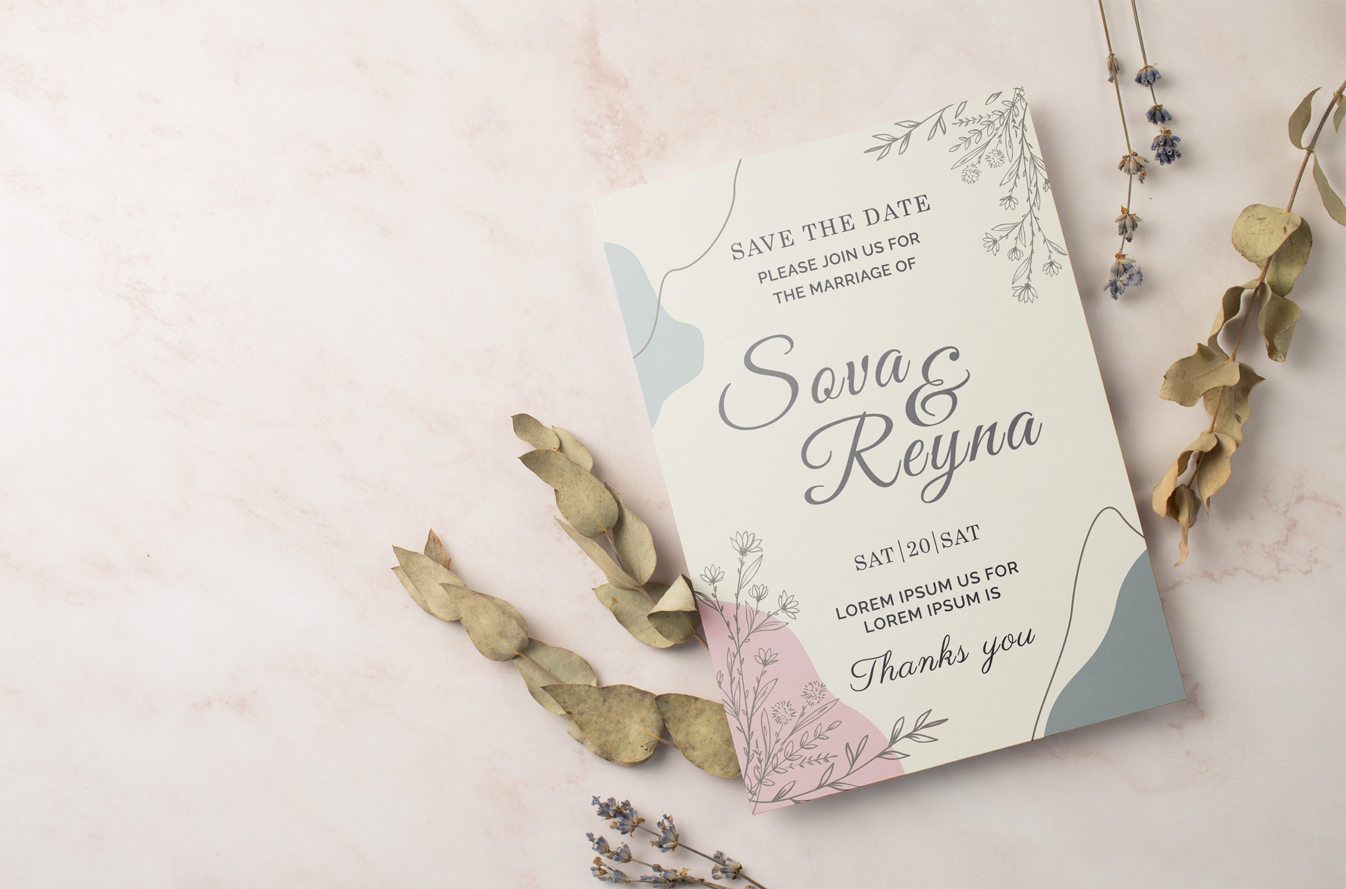 SAVE THE DATE
PLEASE JOIN US FOR
THE MARRIAGE OF
Sova &
Reyna
SAT|20|SAT
LOREM IPSUM US FOR
LOREM IPSUM IS
Thanks you